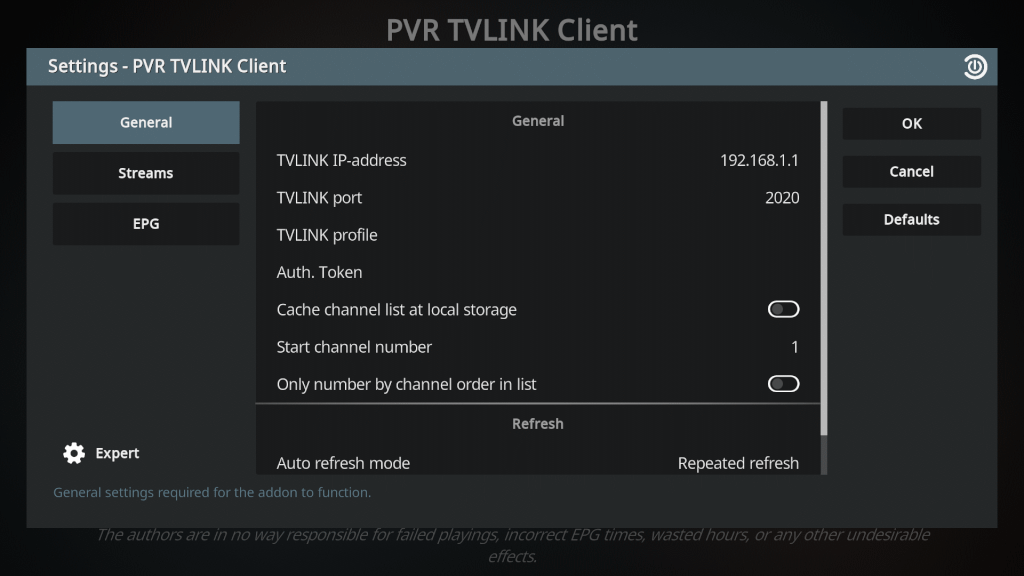 PVR TVLINK Client
Settings - PVR TVLINK Client
General
Streams
EPG
Expert
General
TVLINK IP-address 192.168.1.1
TVLINK port 2020
TVLINK profile
Auth. Token
Cache channel list at local storage
Start channel number 1
Only number by channel order in list
Refresh
Auto refresh mode Repeated refresh
OK
Cancel
Defaults
General settings required for the addon to function.
The authors are in no way responsible for failed playings, incorrect EPG times, wasted hours, or any other undesirable
effects.